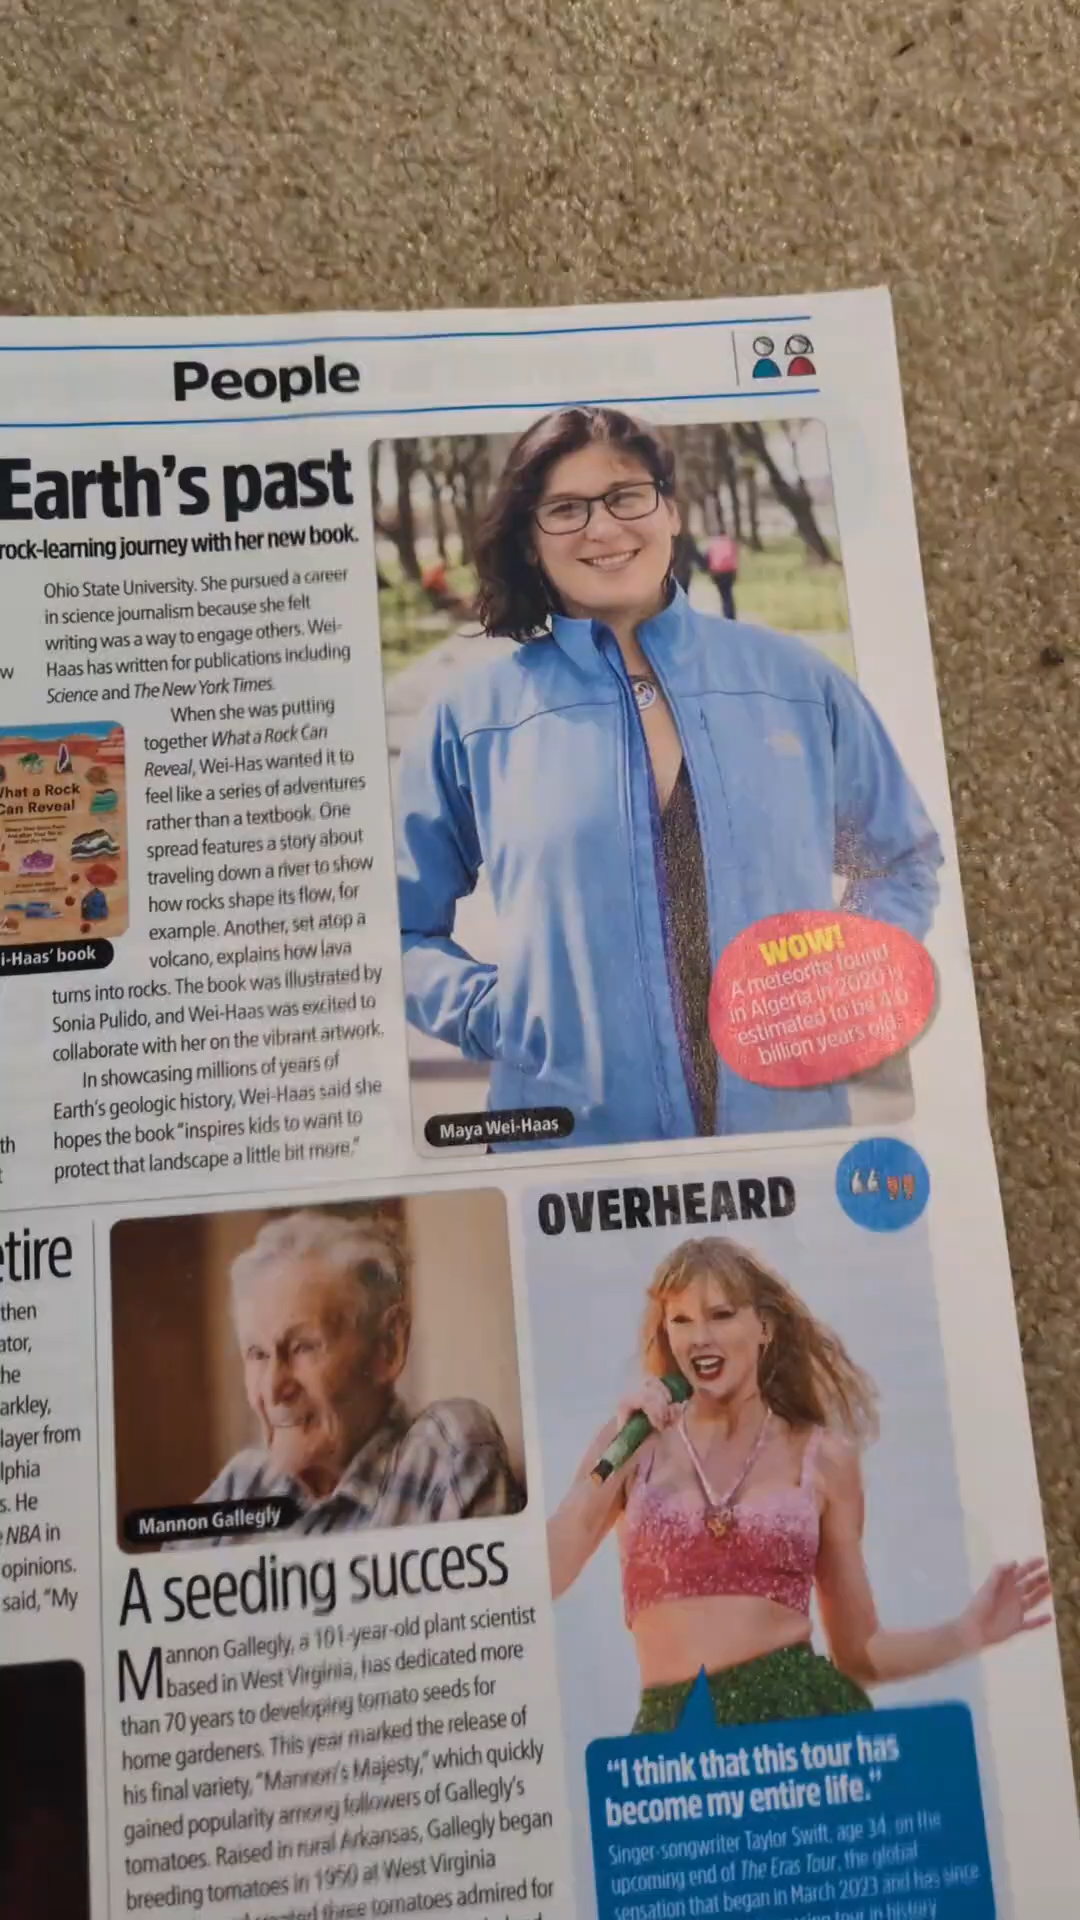 People
Earth's past
rock-learning journey with her new book.
Ohio State University. She pursued a career
in science journalism because she felt
writing was a way to engage others. Wei-
Haas has written for publications including
Science and The New York Times.
When she was putting
together What a Rock Can
Reveal, Wei-Has wanted it to
feel like a series of adventures
rather than a textbook. One
spread features a story about
traveling down a river to show
how rocks shape its flow, for
example. Another, set atop a
volcano, explains how lava
turns into rocks. The book was illustrated by
Sonia Pulido, and Wei-Haas was excited to
collaborate with her on the vibrant artwork.
In showcasing millions of years of
Earth's geologic history, Wei-Haas said she
hopes the book "inspires kids to want to
protect that landscape a little bit more."
w
th
What a Rock
Can Reveal
i-Haas' book
WOW!
A meteorite found
in Algeria in 2020 is
estimated to be 4.6
billion years old.
Maya Wei-Haas
etire
then
ator,
he
arkley,
layer from
lphia
s. He
NBA in
opinions.
said, "My
Mannon Gallegly
A seeding success
Mannon Gallegly, a 101-year-old plant scientist
based in West Virginia, has dedicated more
than 70 years to developing tomato seeds for
home gardeners. This year marked the release of
his final variety, "Mannon's Majesty," which quickly
gained popularity among followers of Gallegly's
tomatoes. Raised in rural Arkansas, Gallegly began
breeding tomatoes in 1950 at West Virginia
created three tomatoes admired for
OVERHEARD
"I think that this tour has
become my entire life."
Singer-songwriter Taylor Swift, age 34, on the
upcoming end of The Eras Tour, the global
sensation that began in March 2023 and has since
tour in history